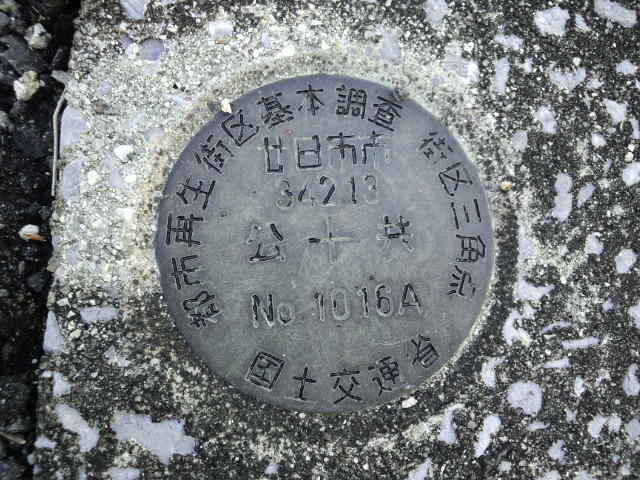 都市再生街区基本調査 街区三角点
廿日市市
34213
公共
No.1016A
国土交通省